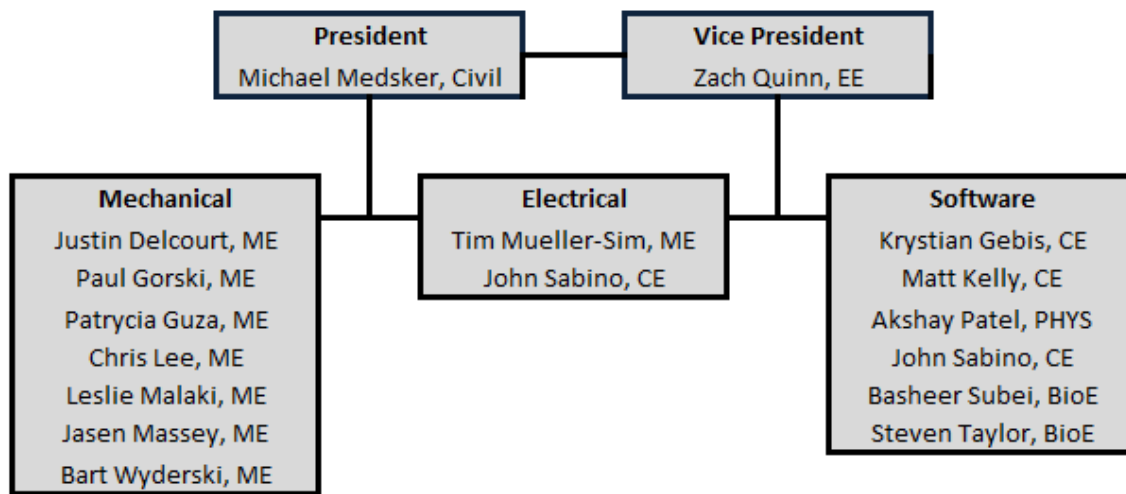 President
Michael Medsker, Civil
Vice President
Zach Quinn, EE
Mechanical
Justin Delcourt, ME
Paul Gorski, ME
Patrycia Guza, ME
Chris Lee, ME
Leslie Malaki, ME
Jasen Massey, ME
Bart Wyderski, ME
Electrical
Tim Mueller-Sim, ME
John Sabino, CE
Software
Krystian Gebis, CE
Matt Kelly, CE
Akshay Patel, PHYS
John Sabino, CE
Basheer Subei, BioE
Steven Taylor, BioE